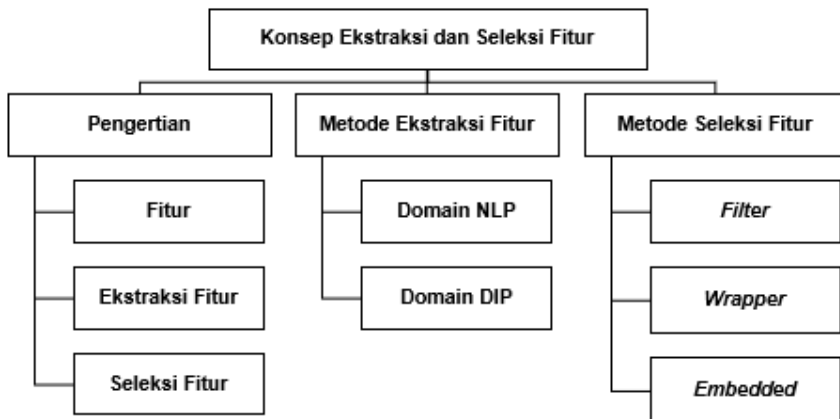 Konsep Ekstraksi dan Seleksi Fitur
Pengertian
Metode Ekstraksi Fitur
Metode Seleksi Fitur
Fitur
Domain NLP
Filter
Ekstraksi Fitur
Domain DIP
Wrapper
Seleksi Fitur
Embedded